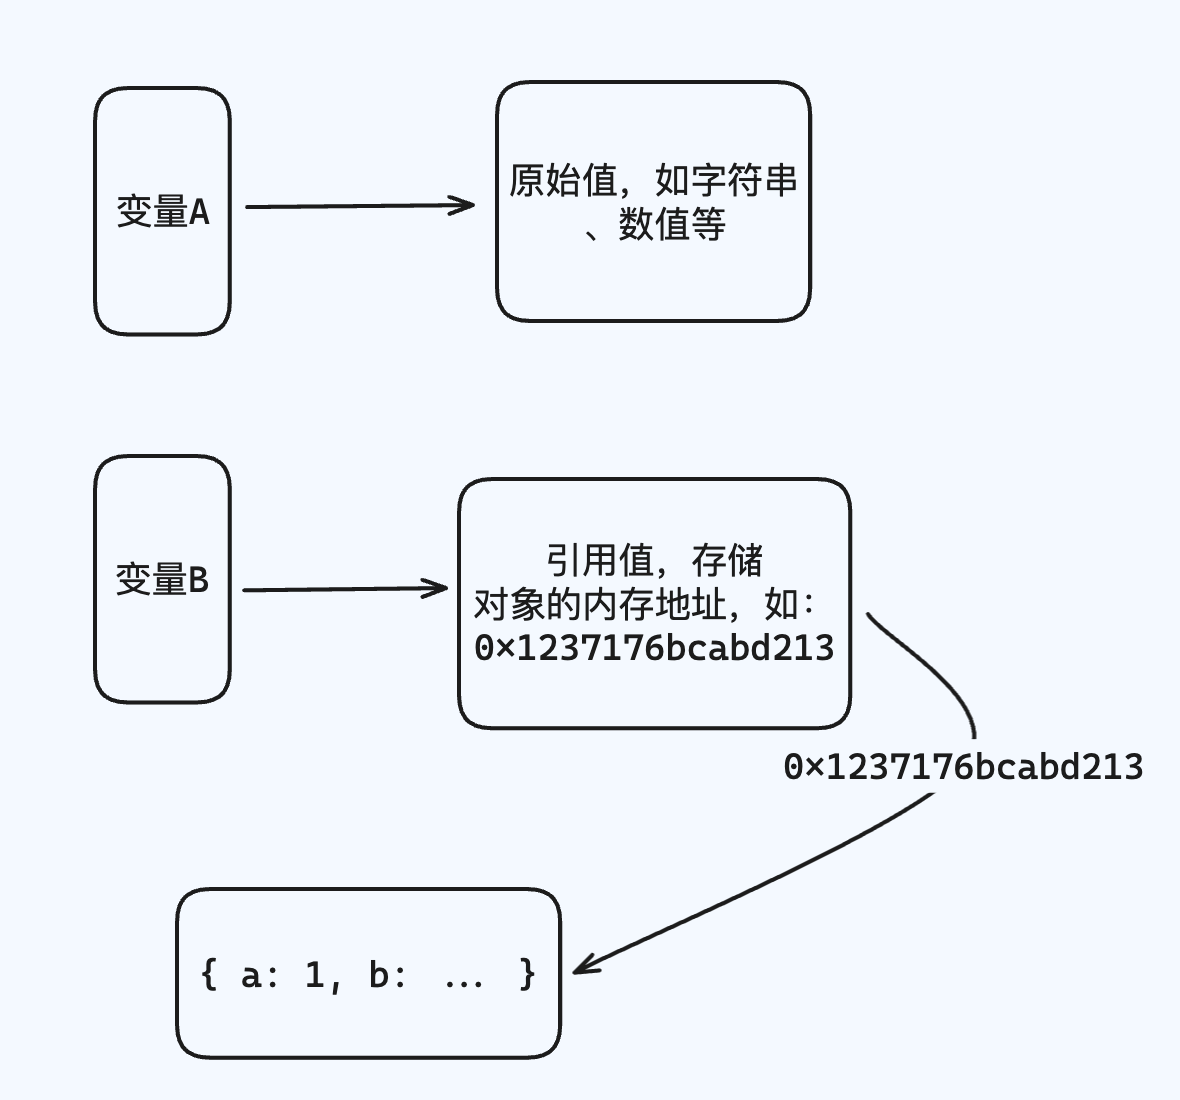 变量A
原始值，如字符串
、数值等
变量B
引用值，存储
对象的内存地址，如：
0×1237176bcabd213
0×1237176bcabd213
{ a: 1, b: ... }